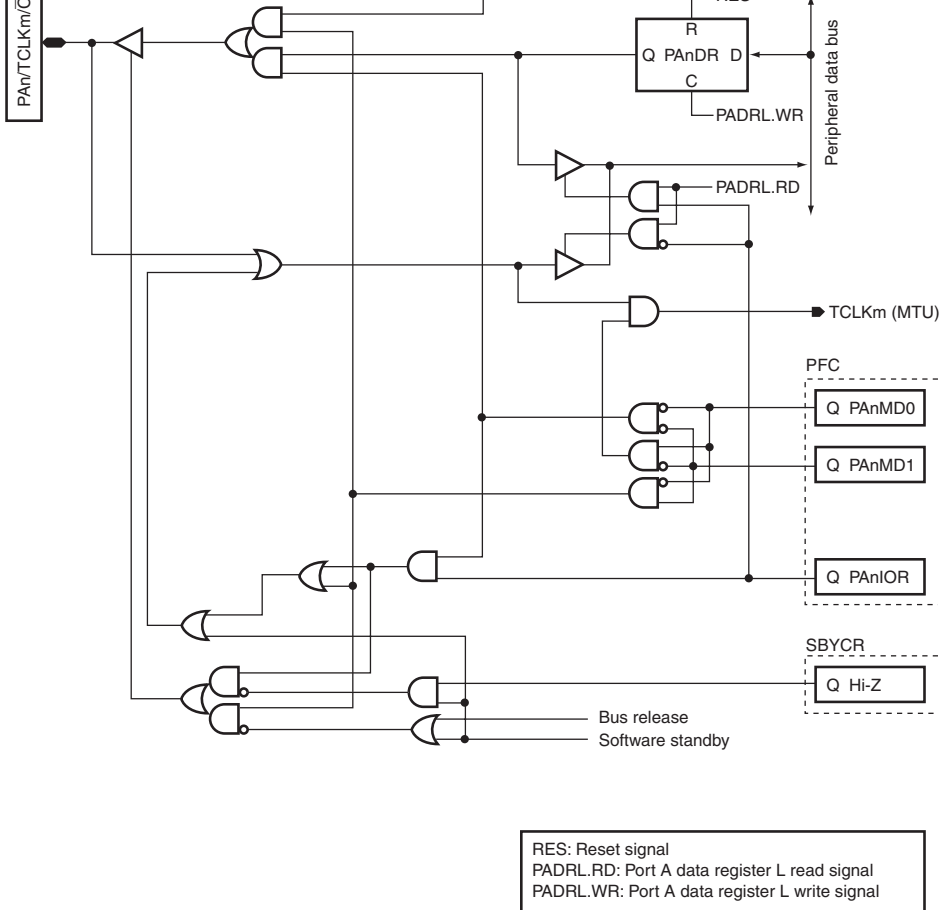 PAn/TCLKm/
R
Q PAnDR D
C
PADRL.WR
Peripheral data bus
PADRL.RD
TCLKm (MTU)
PFC
Q PAnMD0
Q PAnMD1
Q PAnIOR
SBYCR
Q Hi-Z
Bus release
Software standby
RES: Reset signal
PADRL.RD: Port A data register L read signal
PADRL.WR: Port A data register L write signal